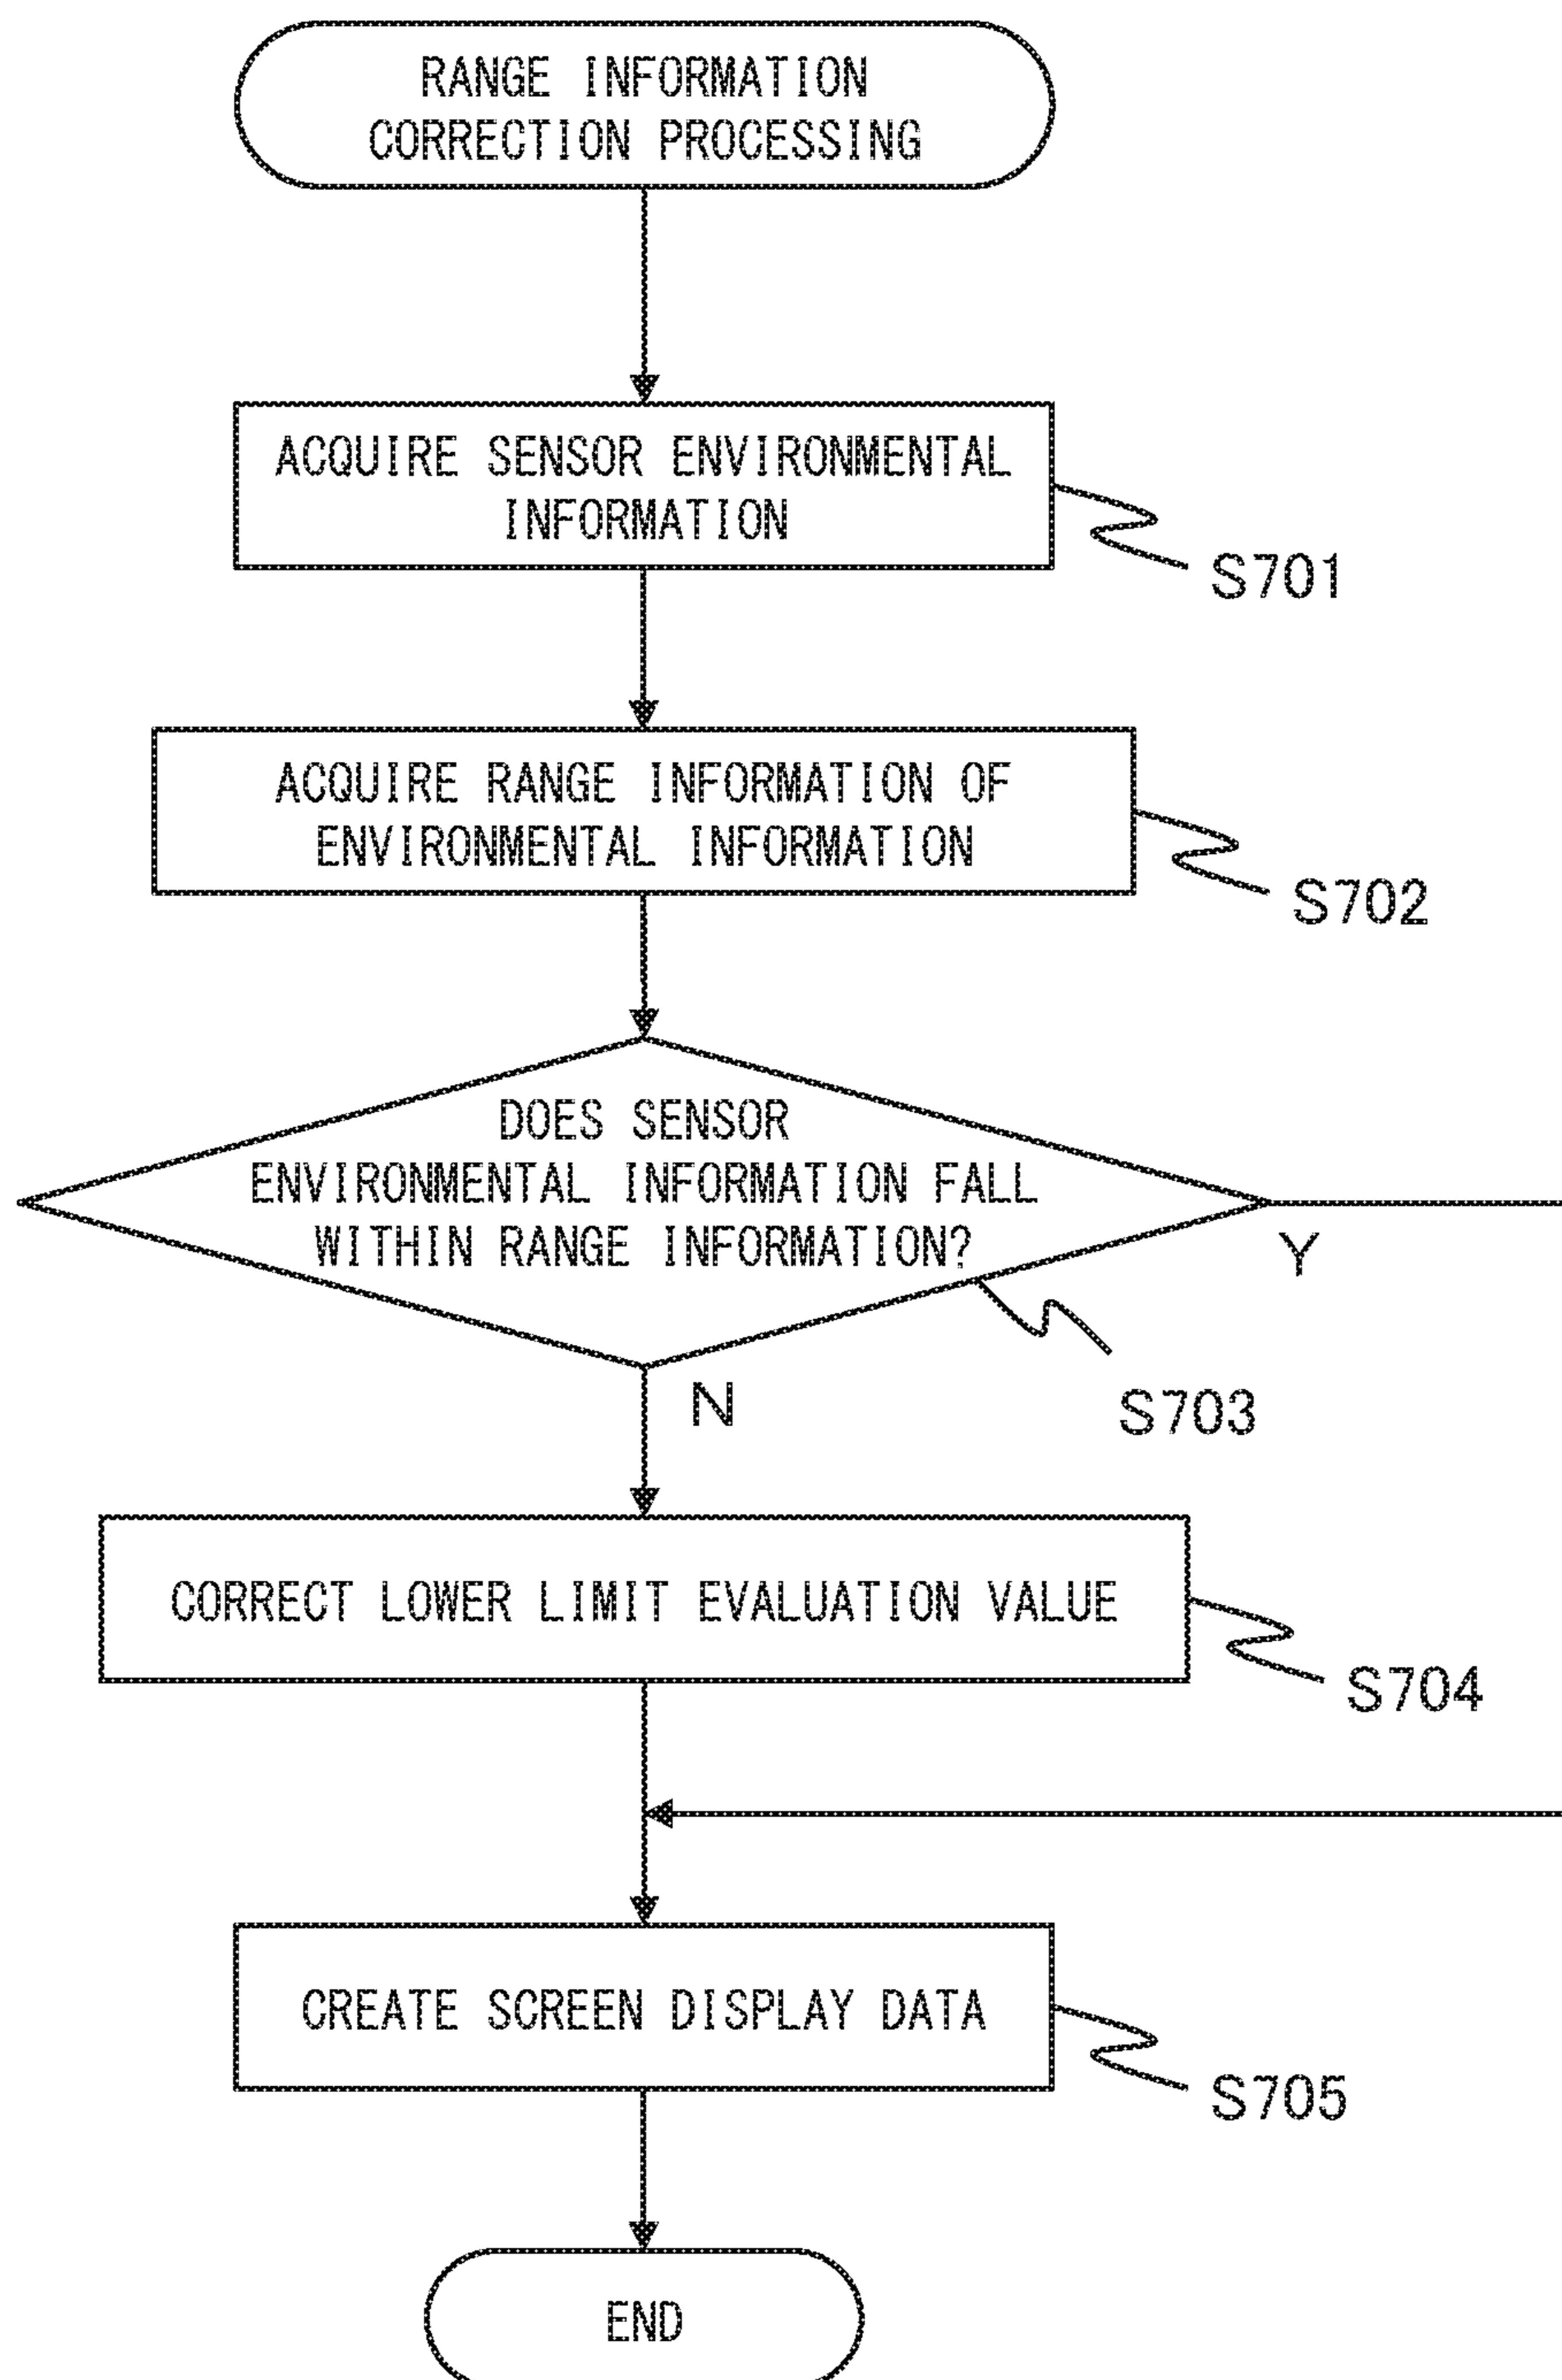 RANGE INFORMATION
CORRECTION PROCESSING
ACQUIRE SENSOR ENVIRONMENTAL
INFORMATION
S701
ACQUIRE RANGE INFORMATION OF
ENVIRONMENTAL INFORMATION
S702
DOES SENSOR
ENVIRONMENTAL INFORMATION FALL
WITHIN RANGE INFORMATION?
Y
N
S703
CORRECT LOWER LIMIT EVALUATION VALUE
S704
CREATE SCREEN DISPLAY DATA
S705
END